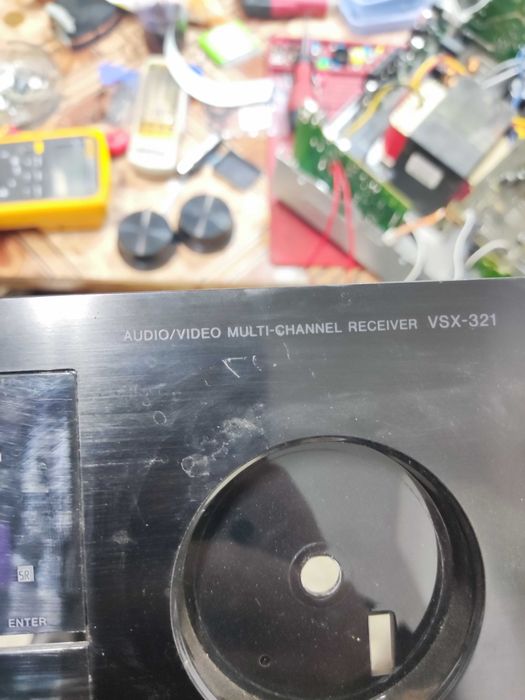 AUDIO/VIDEO MULTI-CHANNEL RECEIVER VSX-321
SR
ENTER